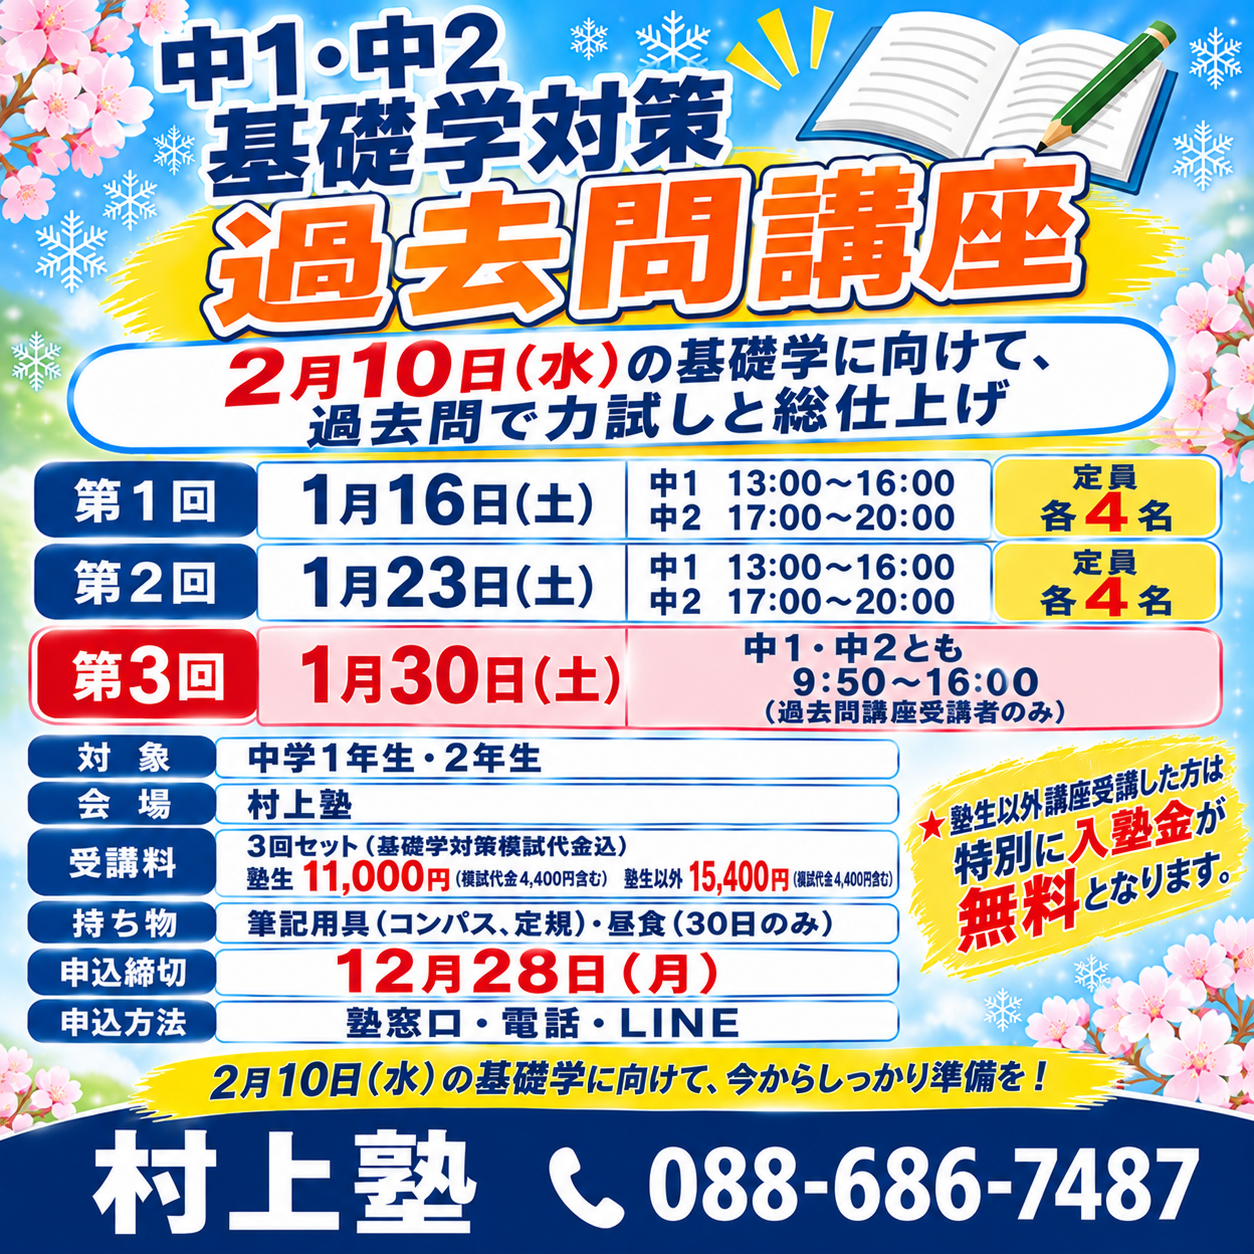 中1・中2
基礎学対策
過去問講座
2月10日（水）の基礎学に向けて、
過去問で力試しと総仕上げ
第1回 1月16日(土) 中1 13:00～16:00 定員
中2 17:00～20:00 各4名
第2回 1月23日(土) 中1 13:00～16:00 定員
中2 17:00～20:00 各4名
第3回 1月30日(土) 中1・中2とも
9:50～16:00
（過去問講座受講者のみ）
対象 中学1年生・2年生
会場 村上塾
受講料 3回セット（基礎学対策模試代金込）
塾生 11,000円（模試代金4,400円含む） 塾生以外 15,400円（模試代金4,400円含む）
持ち物 筆記用具（コンパス、定規）・昼食（30日のみ）
申込締切 12月28日（月）
申込方法 塾窓口・電話・LINE
★塾生以外講座受講した方は
特別に入塾金が
無料となります。
2月10日（水）の基礎学に向けて、今からしっかり準備を！
村上塾 088-686-7487